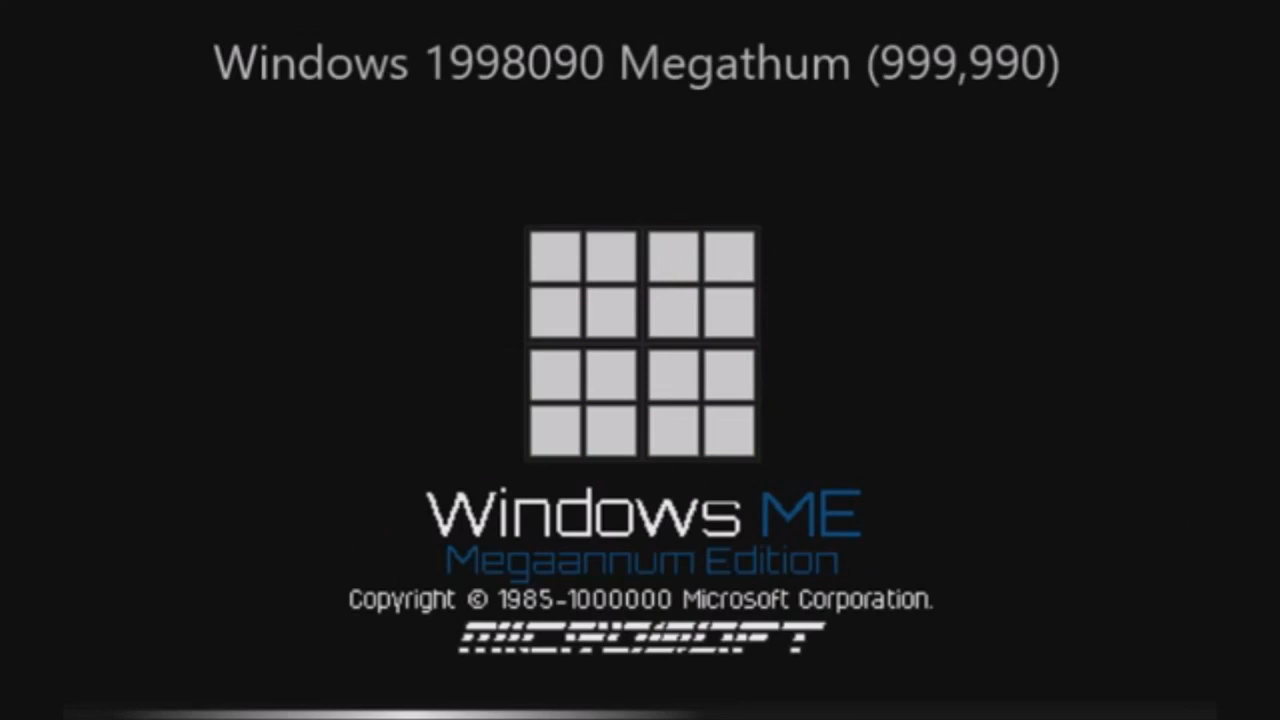 Windows 1998090 Megathum (999,990)
Windows ME
Megaannum Edition
Copyright © 1985-1000000 Microsoft Corporation.
MICROSOFT